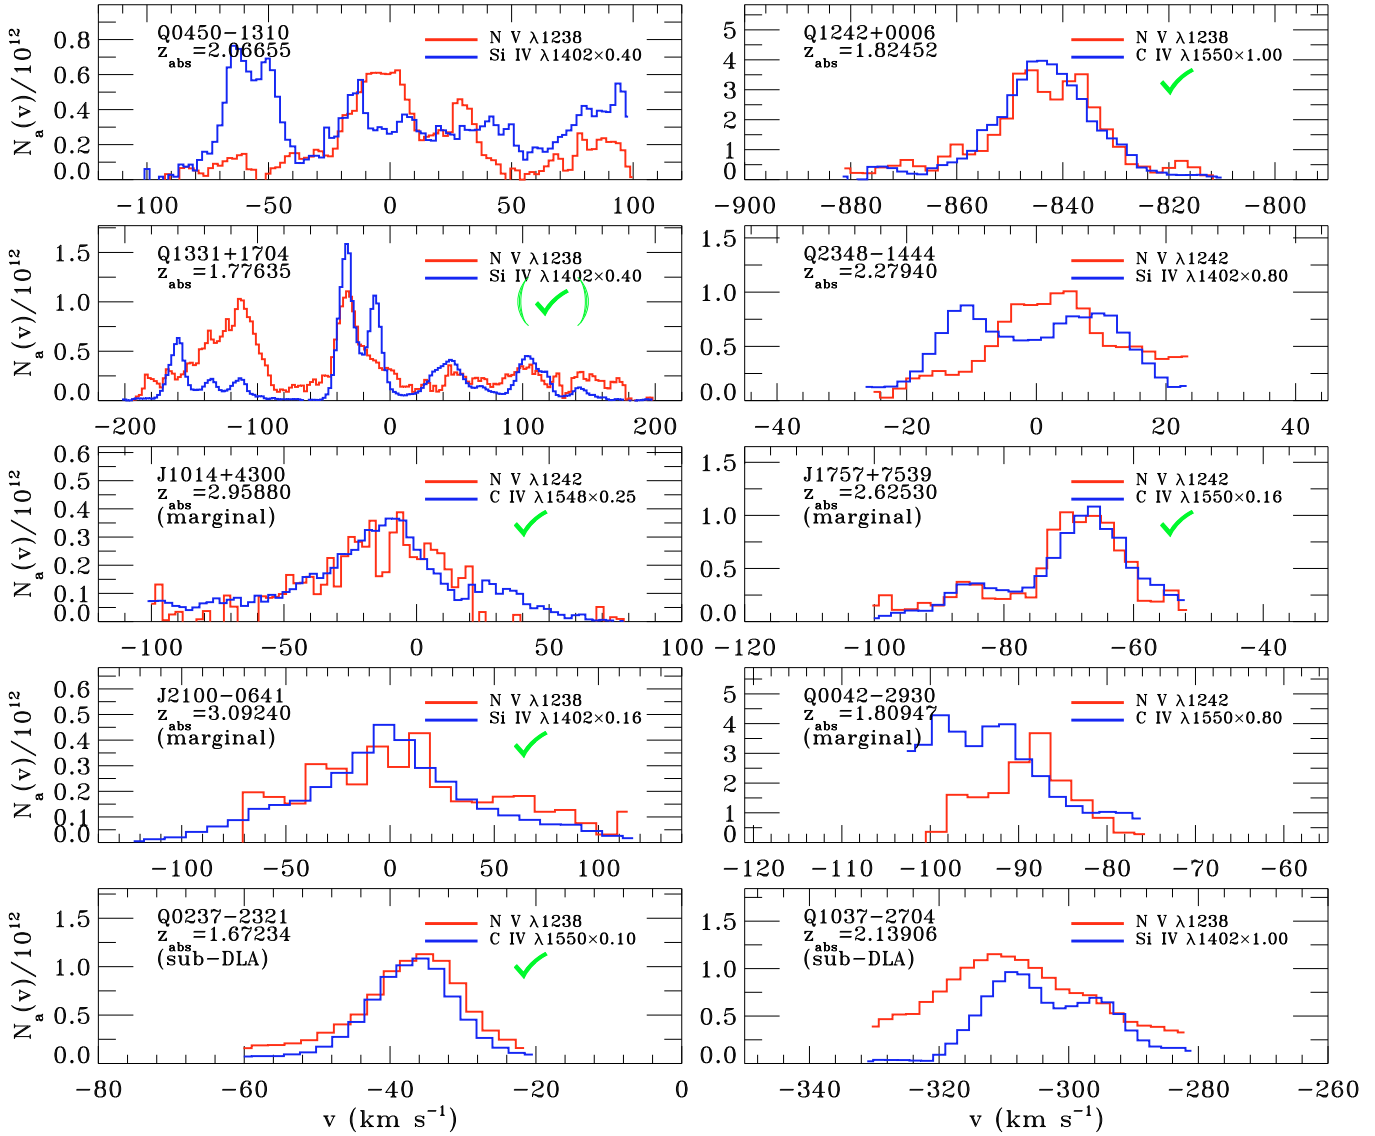 Q0450−1310
z_abs=2.06655
N V λ1238
Si IV λ1402×0.40
N_a(v)/10^12
0.8
0.6
0.4
0.2
0.0
−100 −50 0 50 100
Q1242+0006
z_abs=1.82452
N V λ1238
C IV λ1550×1.00
5
4
3
2
1
0
−900 −880 −860 −840 −820 −800
Q1331+1704
z_abs=1.77635
N V λ1238
Si IV λ1402×0.40
(✓)
N_a(v)/10^12
1.5
1.0
0.5
0.0
−200 −100 0 100 200
Q2348−1444
z_abs=2.27940
N V λ1242
Si IV λ1402×0.80
1.5
1.0
0.5
0.0
−40 −20 0 20 40
J1014+4300
z_abs=2.95880
(marginal)
N V λ1242
C IV λ1548×0.25
N_a(v)/10^12
0.6
0.5
0.4
0.3
0.2
0.1
0.0
−100 −50 0 50 100
J1757+7539
z_abs=2.62530
(marginal)
N V λ1242
C IV λ1550×0.16
1.5
1.0
0.5
0.0
−120 −100 −80 −60 −40
J2100−0641
z_abs=3.09240
(marginal)
N V λ1238
Si IV λ1402×0.16
N_a(v)/10^12
0.6
0.5
0.4
0.3
0.2
0.1
0.0
−100 −50 0 50 100
Q0042−2930
z_abs=1.80947
(marginal)
N V λ1242
C IV λ1550×0.80
5
4
3
2
1
0
−120 −110 −100 −90 −80 −70 −60
Q0237−2321
z_abs=1.67234
(sub−DLA)
N V λ1238
C IV λ1550×0.10
N_a(v)/10^12
1.5
1.0
0.5
0.0
−80 −60 −40 −20 0
v (km s^−1)
Q1037−2704
z_abs=2.13906
(sub−DLA)
N V λ1238
Si IV λ1402×1.00
1.5
1.0
0.5
0.0
−340 −320 −300 −280 −260
v (km s^−1)